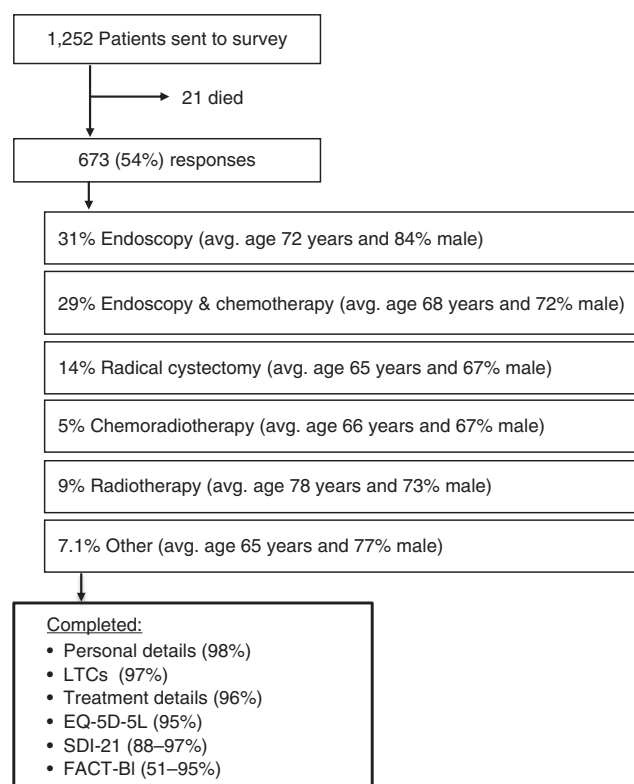 1,252 Patients sent to survey
21 died
673 (54%) responses
31% Endoscopy (avg. age 72 years and 84% male)
29% Endoscopy & chemotherapy (avg. age 68 years and 72% male)
14% Radical cystectomy (avg. age 65 years and 67% male)
5% Chemoradiotherapy (avg. age 66 years and 67% male)
9% Radiotherapy (avg. age 78 years and 73% male)
7.1% Other (avg. age 65 years and 77% male)
Completed:
• Personal details (98%)
• LTCs (97%)
• Treatment details (96%)
• EQ-5D-5L (95%)
• SDI-21 (88–97%)
• FACT-Bl (51–95%)